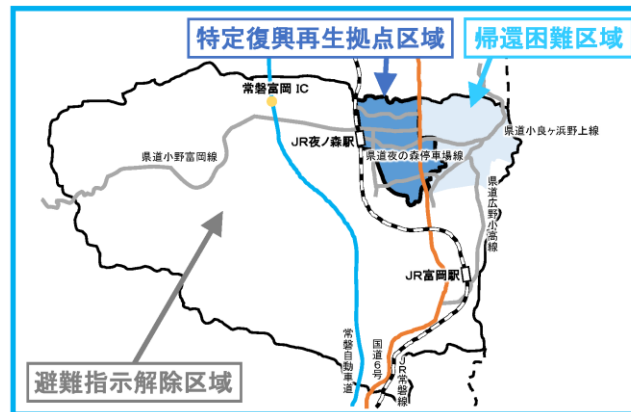 特定復興再生拠点区域
帰還困難区域
常磐富岡 IC
県道小良ヶ浜野上線
JR夜ノ森駅
県道夜の森停車場線
県道小野富岡線
県道広野小高線
JR富岡駅
避難指示解除区域
常磐自動車道
国道6号
JR常磐線